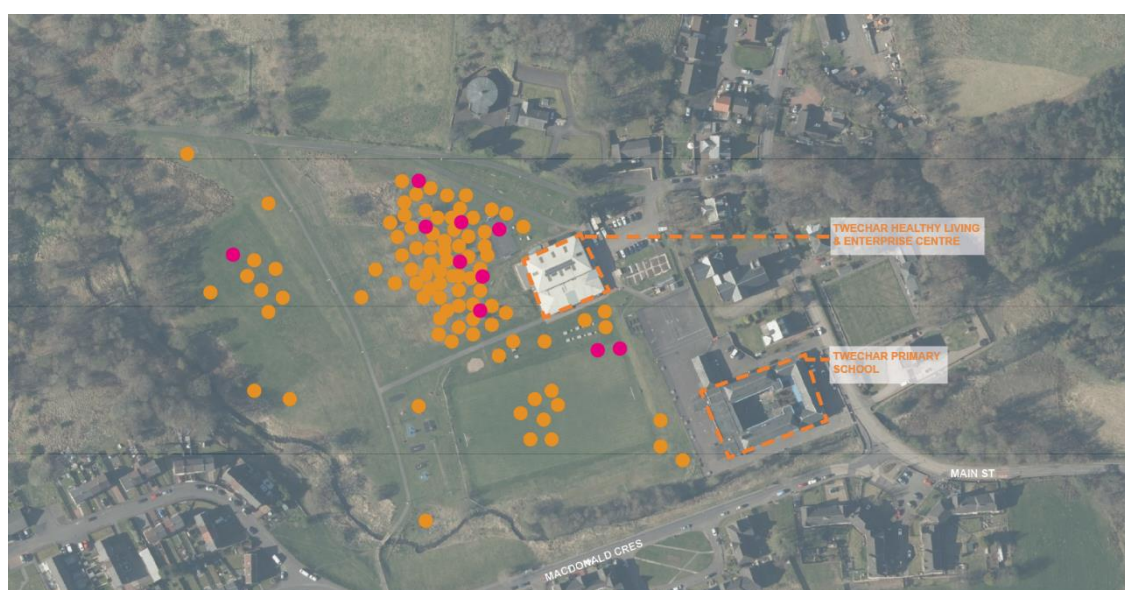 TWECHAR HEALTHY LIVING
& ENTERPRISE CENTRE
TWECHAR PRIMARY
SCHOOL
MAIN ST
MACDONALD CRES